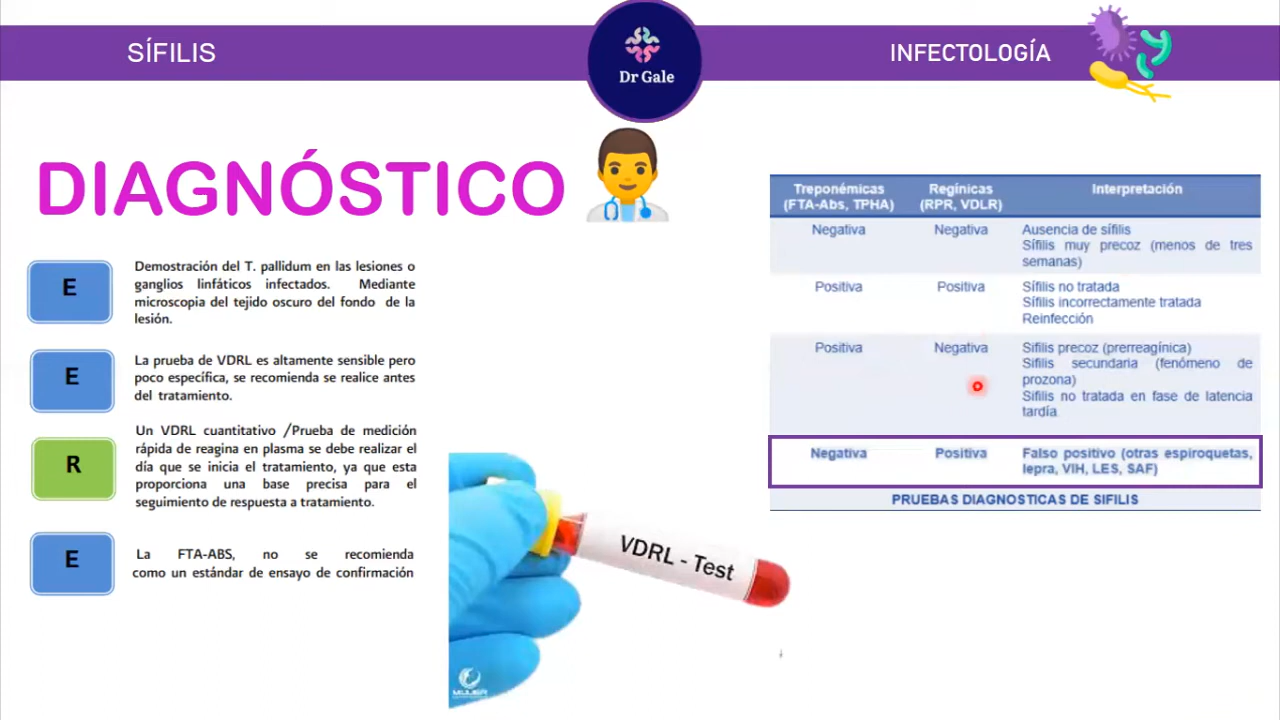 SÍFILIS
Dr Gale
INFECTOLOGÍA
DIAGNÓSTICO
E
Demostración del T. pallidum en las lesiones o
ganglios linfáticos infectados. Mediante
microscopia del tejido oscuro del fondo de la
lesión.
E
La prueba de VDRL es altamente sensible pero
poco específica, se recomienda se realice antes
del tratamiento.
R
Un VDRL cuantitativo /Prueba de medición
rápida de reagina en plasma se debe realizar el
día que se inicia el tratamiento, ya que esta
proporciona una base precisa para el
seguimiento de respuesta a tratamiento.
E
La FTA-ABS, no se recomienda
como un estándar de ensayo de confirmación
VDRL - Test
Treponémicas Regínicas Interpretación
(FTA-Abs, TPHA) (RPR, VDLR)
Negativa Negativa Ausencia de sífilis
Sífilis muy precoz (menos de tres
semanas)
Positiva Positiva Sífilis no tratada
Sífilis incorrectamente tratada
Reinfección
Positiva Negativa Sifilis precoz (prerreagínica)
Sífilis secundaria (fenómeno de
prozona)
Sifilis no tratada en fase de latencia
tardía
Negativa Positiva Falso positivo (otras espiroquetas,
lepra, VIH, LES, SAF)
PRUEBAS DIAGNOSTICAS DE SIFILIS